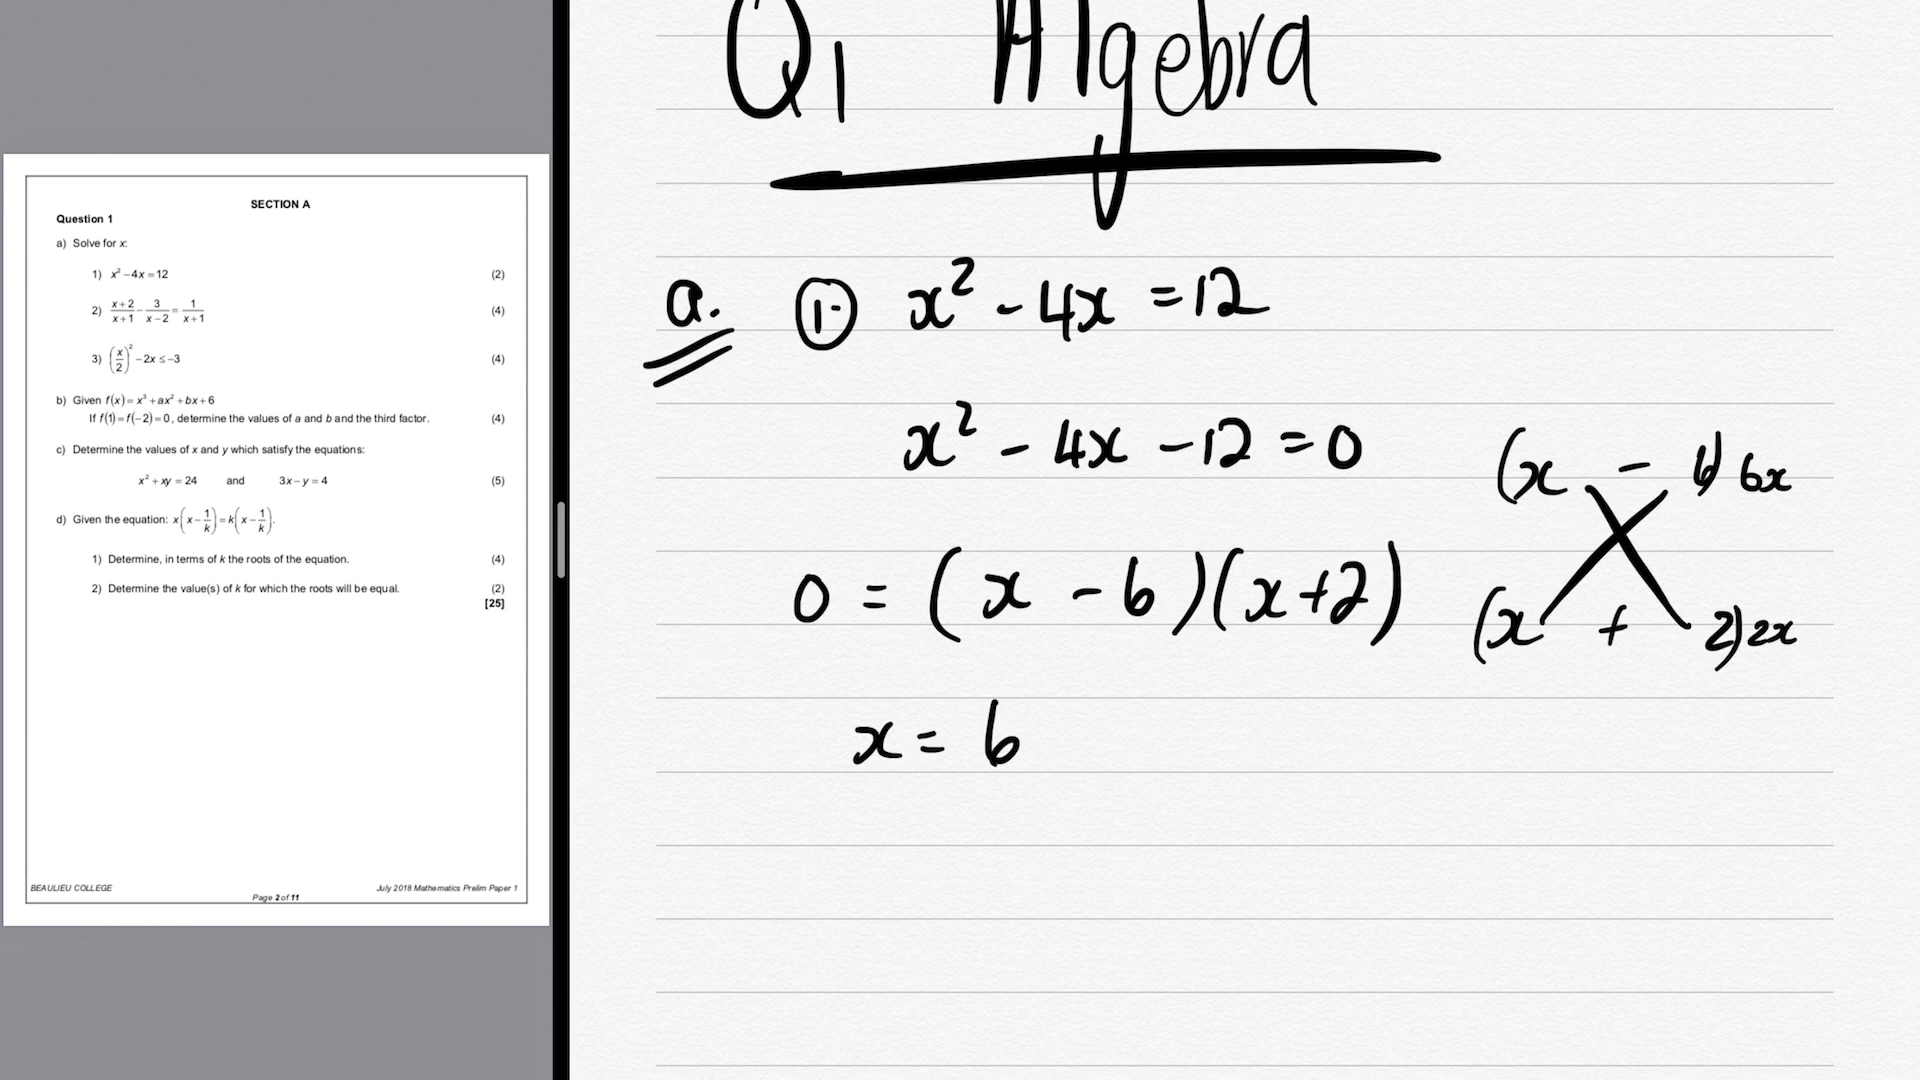 SECTION A
Question 1
a) Solve for x:
1) x² – 4x = 12 (2)
2) (x + 2)/(x + 1) – 3/(x – 2) = 1/(x + 1) (4)
3) (x/2)² – 2x ≤ –3 (4)
b) Given f(x) = x³ + ax² + bx + 6
If f(1) = f(–2) = 0, determine the values of a and b and the third factor. (4)
c) Determine the values of x and y which satisfy the equations:
x² + xy = 24 and 3x – y = 4 (5)
d) Given the equation: x(x – 1/k) = k(x – 1/k).
1) Determine, in terms of k the roots of the equation. (4)
2) Determine the value(s) of k for which the roots will be equal. (2)
[25]
BEAULIEU COLLEGE July 2018 Mathematics Prelim Paper 1
Page 2 of 11
Q1 Algebra
a. 1. x² - 4x = 12
x² - 4x - 12 = 0
(x - 6) 6x
0 = (x - 6)(x + 2)
(x + 2) 2x
x = 6